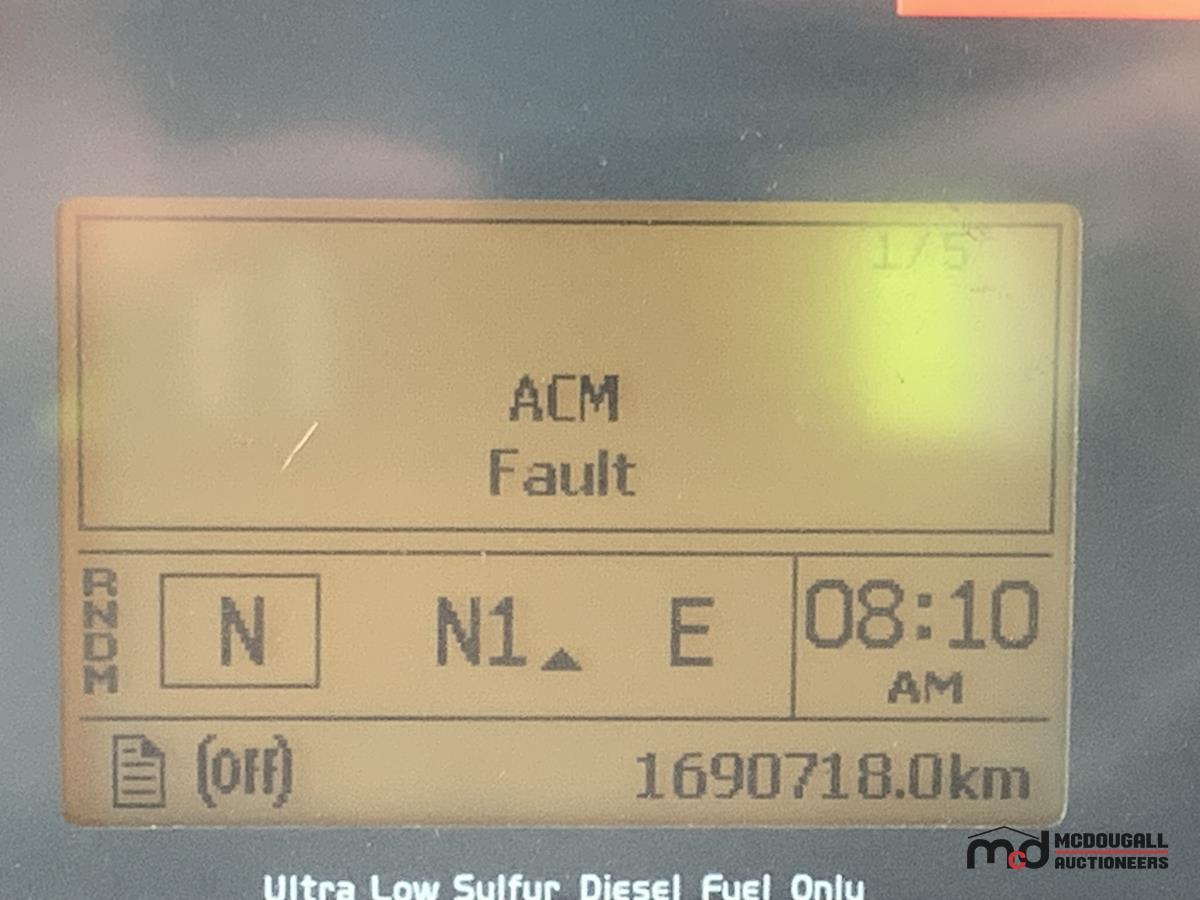 1/5
ACM
Fault
RNDM
N N1 E 08:10
AM
(OFF) 1690718.0km
mcd MCDOUGALL
AUCTIONEERS
Ultra Low Sulfur Diesel Fuel Only